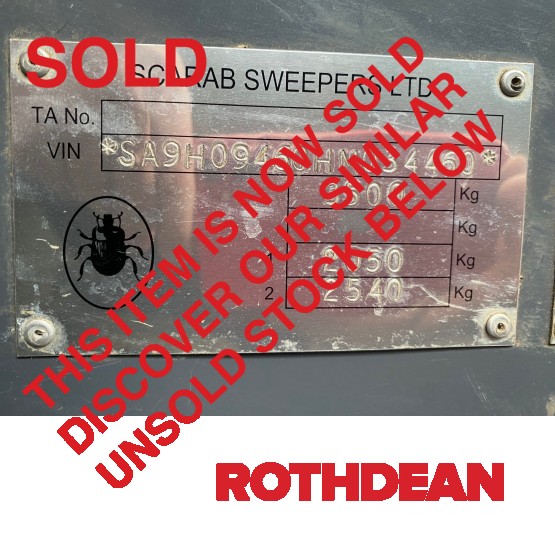 SOLD
SCARAB SWEEPERS LTD
TA No.
VIN
Kg
Kg
1 Kg
2 2540 Kg
THIS ITEM IS NOW SOLD
DISCOVER OUR SIMILAR
UNSOLD STOCK BELOW
ROTHDEAN